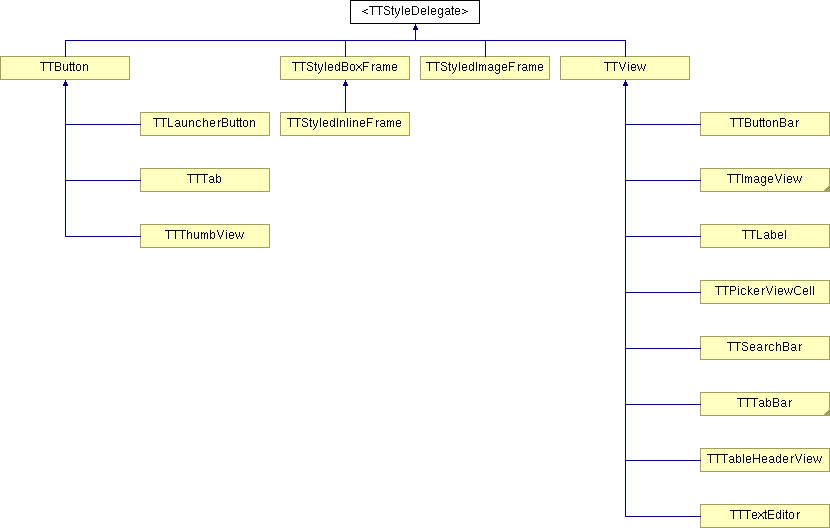 <TTStyleDelegate>
TTButton
TTStyledBoxFrame
TTStyledImageFrame
TTView
TTLauncherButton
TTStyledInlineFrame
TTButtonBar
TTTab
TTImageView
TTThumbView
TTLabel
TTPickerViewCell
TTSearchBar
TTTabBar
TTTableHeaderView
TTTextEditor